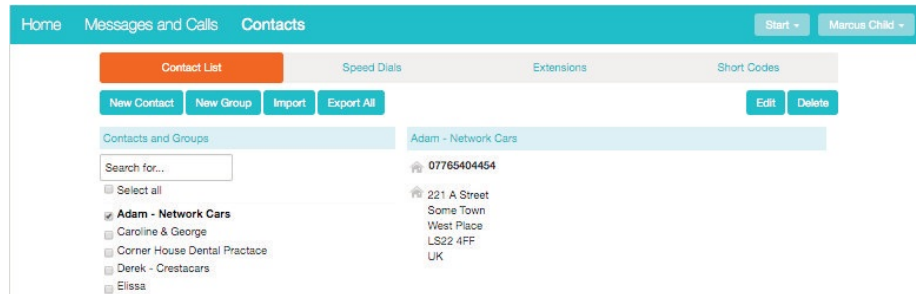 Home Messages and Calls Contacts Start Marcus Child
Contact List Speed Dials Extensions Short Codes
New Contact New Group Import Export All Edit Delete
Contacts and Groups
Search for...
Select all
Adam - Network Cars
Caroline & George
Corner House Dental Practace
Derek - Crestacars
Elissa
Adam - Network Cars
07765404454
221 A Street
Some Town
West Place
LS22 4FF
UK